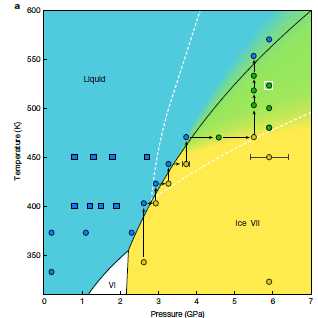 a
600
550
500
450
400
350
Temperature (K)
Liquid
Ice VII
VI
0 1 2 3 4 5 6 7
Pressure (GPa)